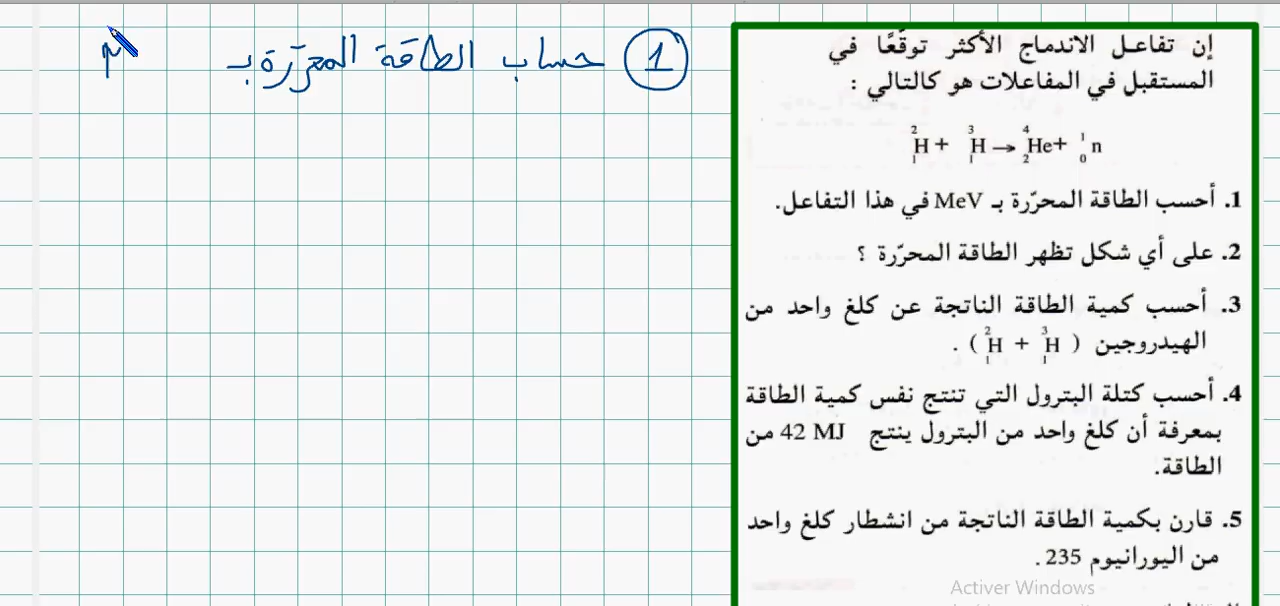 1 حساب الطاقة المحررة بـ M
إن تفاعل الاندماج الأكثر توقّعًا في
المستقبل في المفاعلات هو كالتالي :
²₁H + ³₁H → ⁴₂He + ¹₀n
1. أحسب الطاقة المحرّرة بـ MeV في هذا التفاعل.
2. على أي شكل تظهر الطاقة المحرّرة ؟
3. أحسب كمية الطاقة الناتجة عن كلغ واحد من
الهيدروجين ( ²₁H + ³₁H ) .
4. أحسب كتلة البترول التي تنتج نفس كمية الطاقة
بمعرفة أن كلغ واحد من البترول ينتج 42 MJ من
الطاقة.
5. قارن بكمية الطاقة الناتجة من انشطار كلغ واحد
من اليورانيوم 235 .
Activer Windows